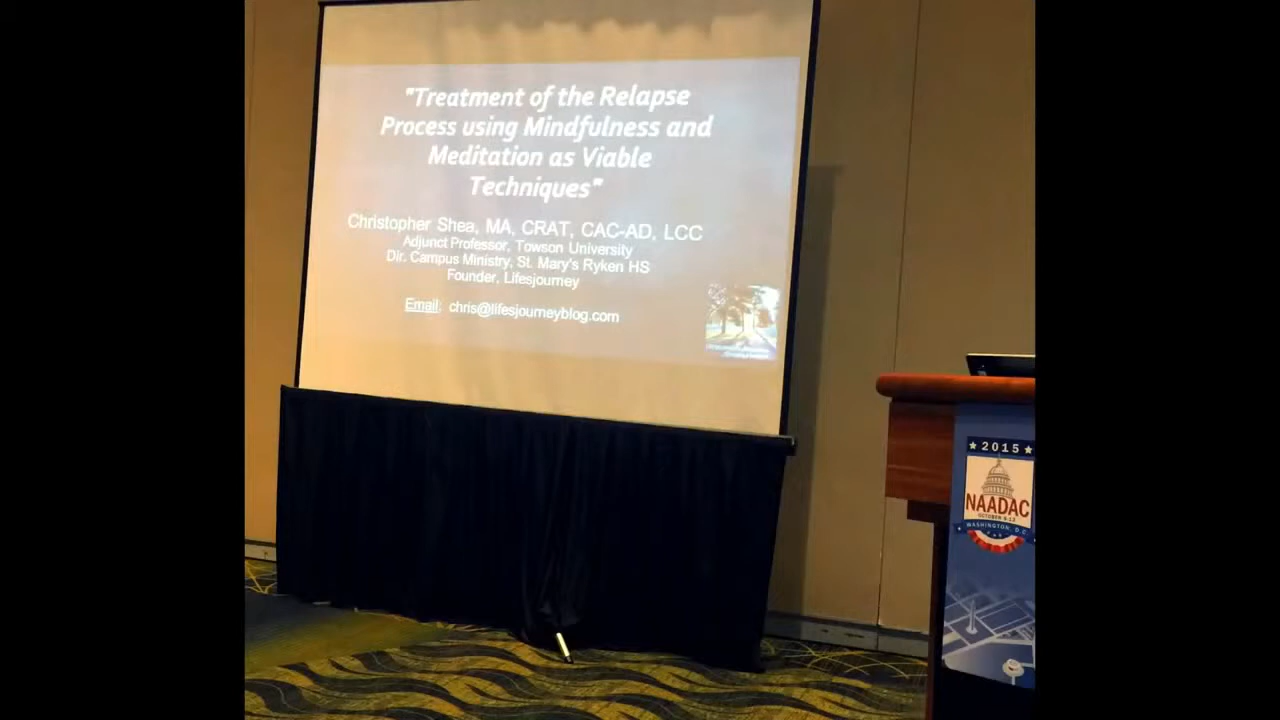 "Treatment of the Relapse
Process using Mindfulness and
Meditation as Viable
Techniques"
Christopher Shea, MA, CRAT, CAC-AD, LCC
Adjunct Professor, Towson University
Dir. Campus Ministry, St. Mary's Ryken HS
Founder, Lifesjourney
Email: chris@lifesjourneyblog.com
2015
NAADAC
WASHINGTON, D.C.